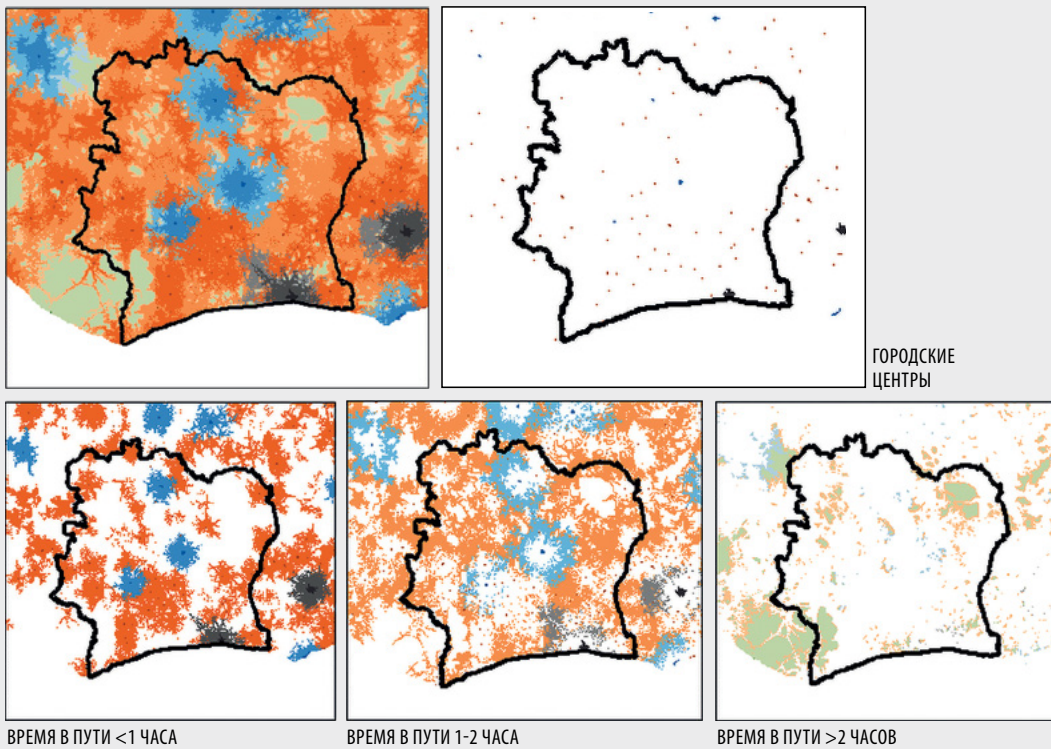 ГОРОДСКИЕ
ЦЕНТРЫ
ВРЕМЯ В ПУТИ <1 ЧАСА
ВРЕМЯ В ПУТИ 1-2 ЧАСА
ВРЕМЯ В ПУТИ >2 ЧАСОВ